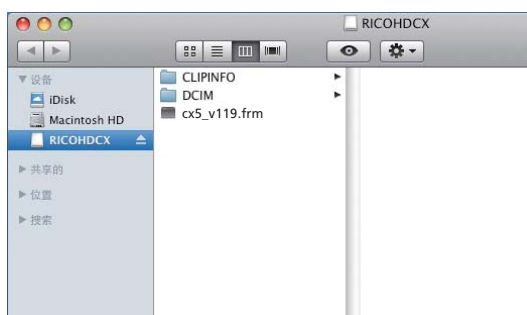 RICOHDCX
设备
iDisk
Macintosh HD
RICOHDCX
共享的
位置
搜索
CLIPINFO
DCIM
cx5_v119.frm